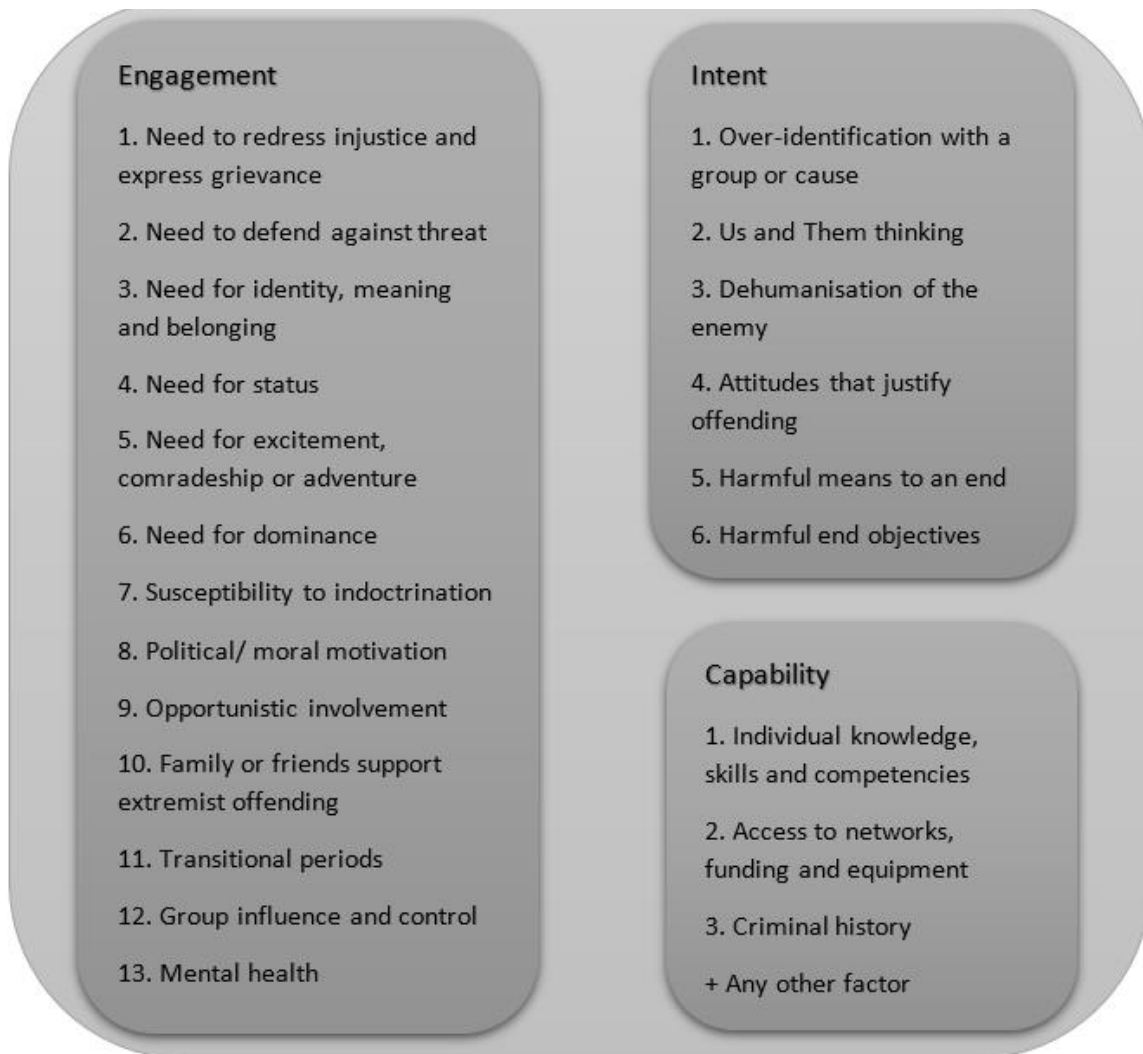 Engagement
1. Need to redress injustice and
express grievance
2. Need to defend against threat
3. Need for identity, meaning
and belonging
4. Need for status
5. Need for excitement,
comradeship or adventure
6. Need for dominance
7. Susceptibility to indoctrination
8. Political/ moral motivation
9. Opportunistic involvement
10. Family or friends support
extremist offending
11. Transitional periods
12. Group influence and control
13. Mental health
Intent
1. Over-identification with a
group or cause
2. Us and Them thinking
3. Dehumanisation of the
enemy
4. Attitudes that justify
offending
5. Harmful means to an end
6. Harmful end objectives
Capability
1. Individual knowledge,
skills and competencies
2. Access to networks,
funding and equipment
3. Criminal history
+ Any other factor